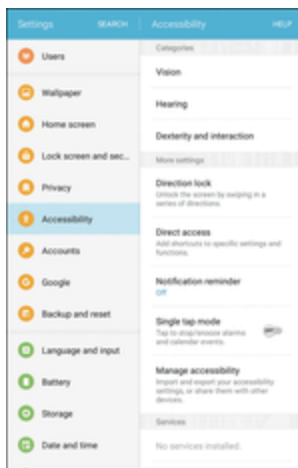 Settings
SEARCH
Users
Wallpaper
Home screen
Lock screen and sec...
Privacy
Accessibility
Accounts
Google
Backup and reset
Language and input
Battery
Storage
Date and time
Accessibility
HELP
Categories
Vision
Hearing
Dexterity and interaction
More settings
Direction lock
Unlock the screen by swiping in a
series of directions.
Direct access
Add shortcuts to specific settings and
functions.
Notification reminder
Off
Single tap mode
Tap to stop/snooze alarms
and calendar events.
Manage accessibility
Import and export your accessibility
settings, or share them with other
devices.
Services
No services installed.